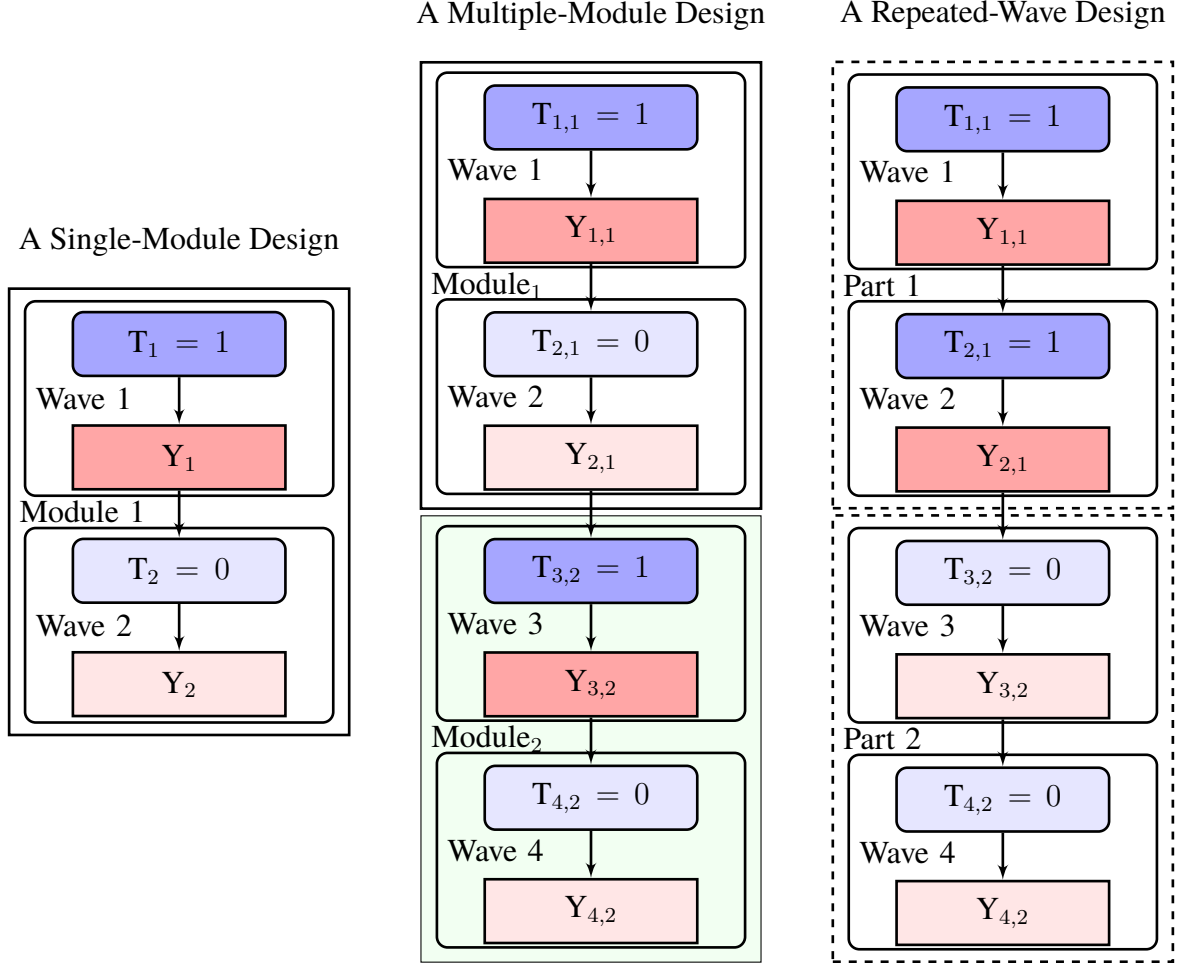 A Single-Module Design
T₁ = 1
Wave 1
Y₁
Module 1
T₂ = 0
Wave 2
Y₂
A Multiple-Module Design
T₁,₁ = 1
Wave 1
Y₁,₁
Module₁
T₂,₁ = 0
Wave 2
Y₂,₁
T₃,₂ = 1
Wave 3
Y₃,₂
Module₂
T₄,₂ = 0
Wave 4
Y₄,₂
A Repeated-Wave Design
T₁,₁ = 1
Wave 1
Y₁,₁
Part 1
T₂,₁ = 1
Wave 2
Y₂,₁
T₃,₂ = 0
Wave 3
Y₃,₂
Part 2
T₄,₂ = 0
Wave 4
Y₄,₂